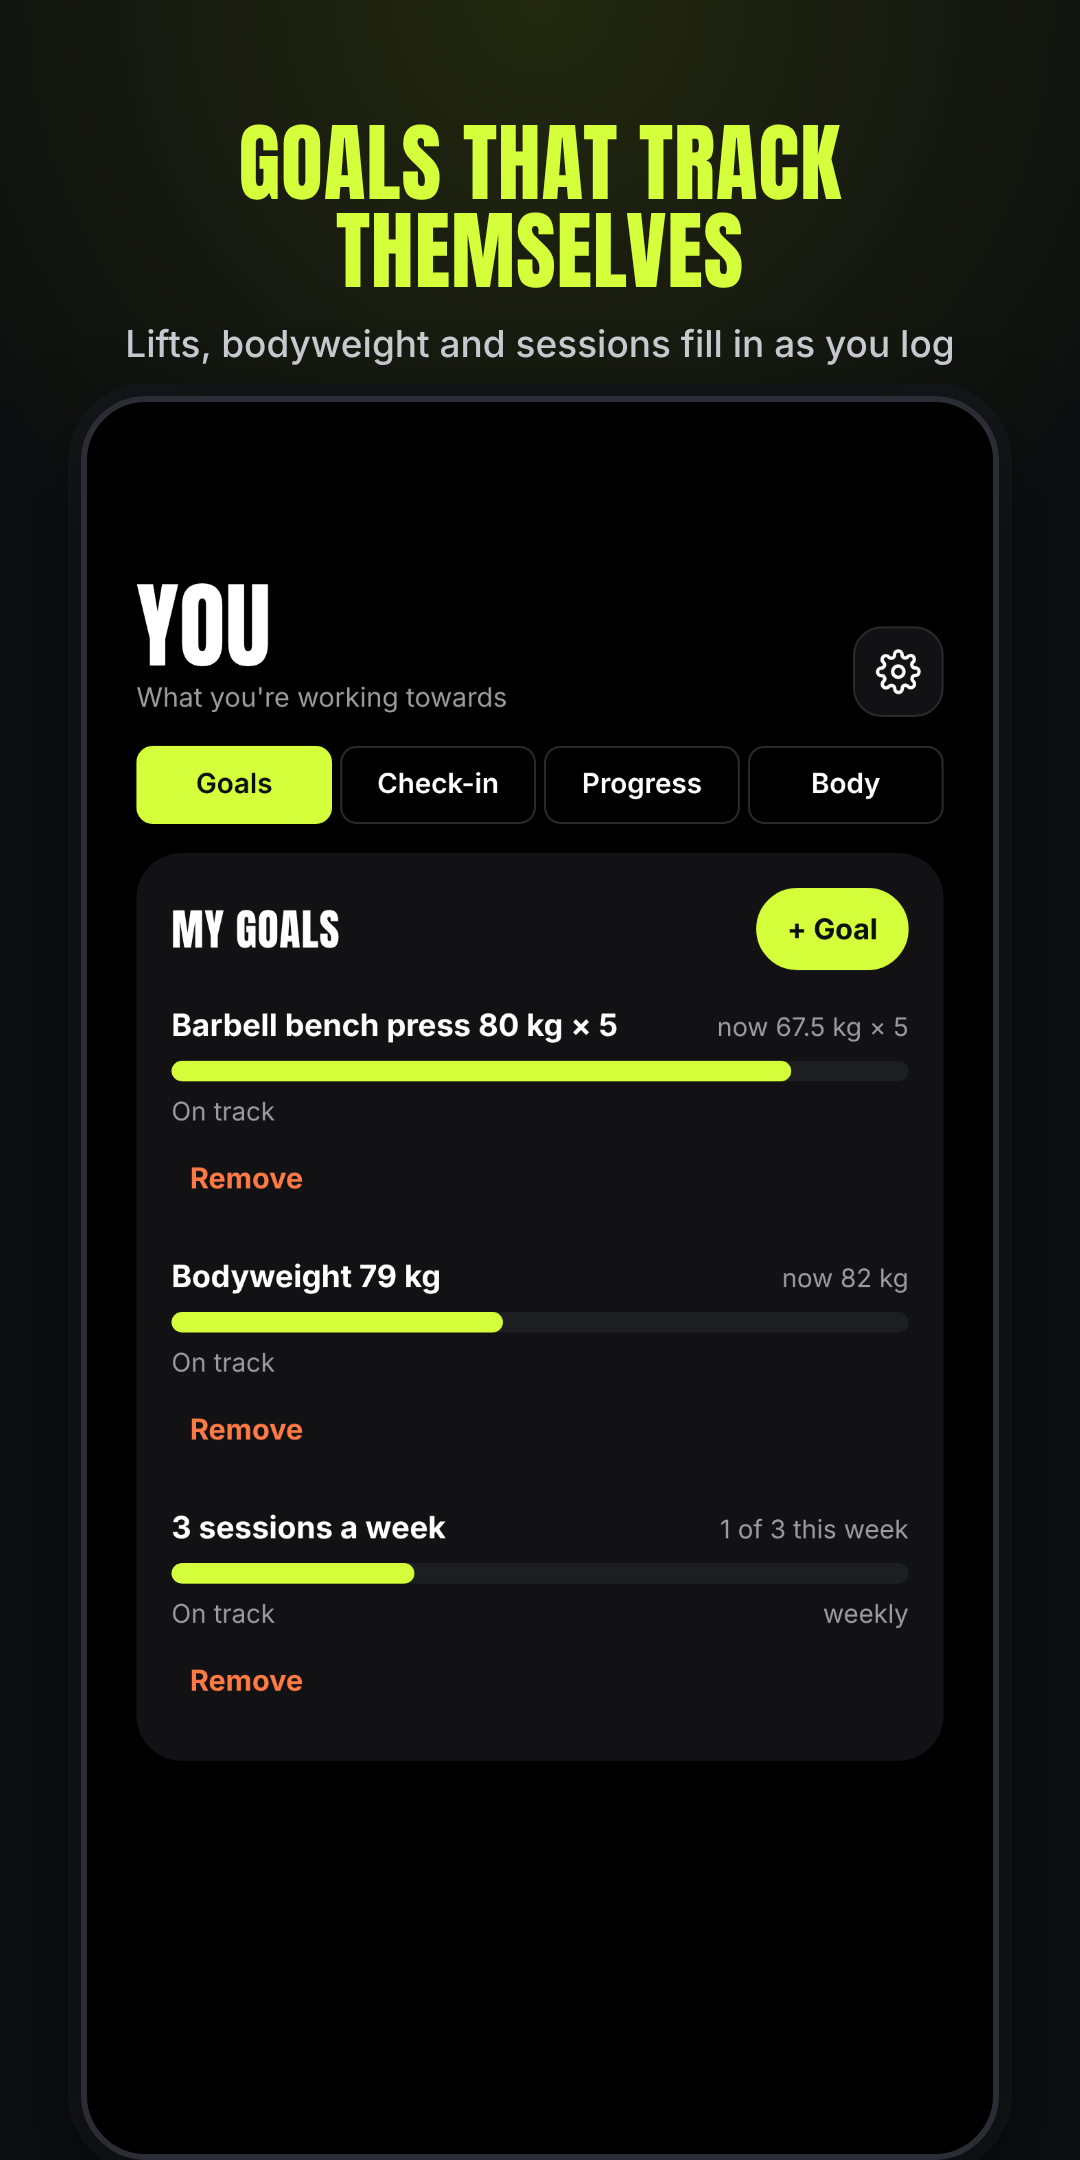 GOALS THAT TRACK
THEMSELVES
Lifts, bodyweight and sessions fill in as you log
YOU
What you're working towards
Goals
Check-in
Progress
Body
MY GOALS
+ Goal
Barbell bench press 80 kg × 5
now 67.5 kg × 5
On track
Remove
Bodyweight 79 kg
now 82 kg
On track
Remove
3 sessions a week
1 of 3 this week
On track
weekly
Remove